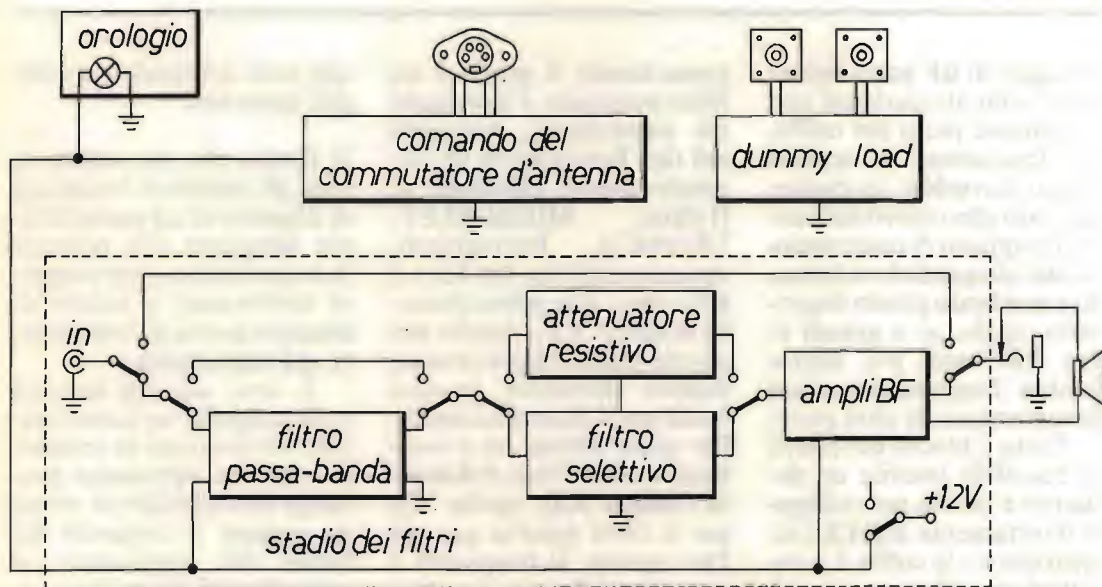 orologio
comando del
commutatore d'antenna
dummy load
in
attenuatore
resistivo
ampli BF
filtro
passa-banda
filtro
selettivo
+12V
stadio dei filtri